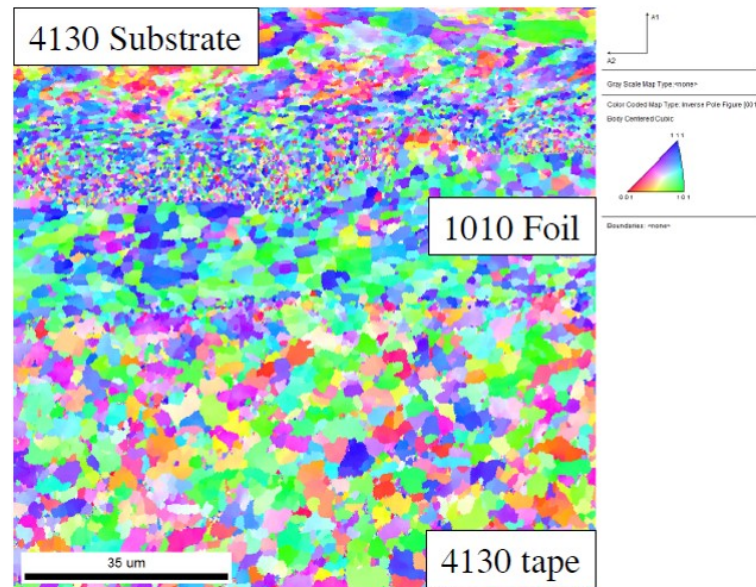 4130 Substrate
A1
A2
Gray Scale Map Type:<none>
Color Coded Map Type: Inverse Pole Figure [001
Body Centered Cubic
111
001
101
Boundaries: <none>
1010 Foil
35 um
4130 tape